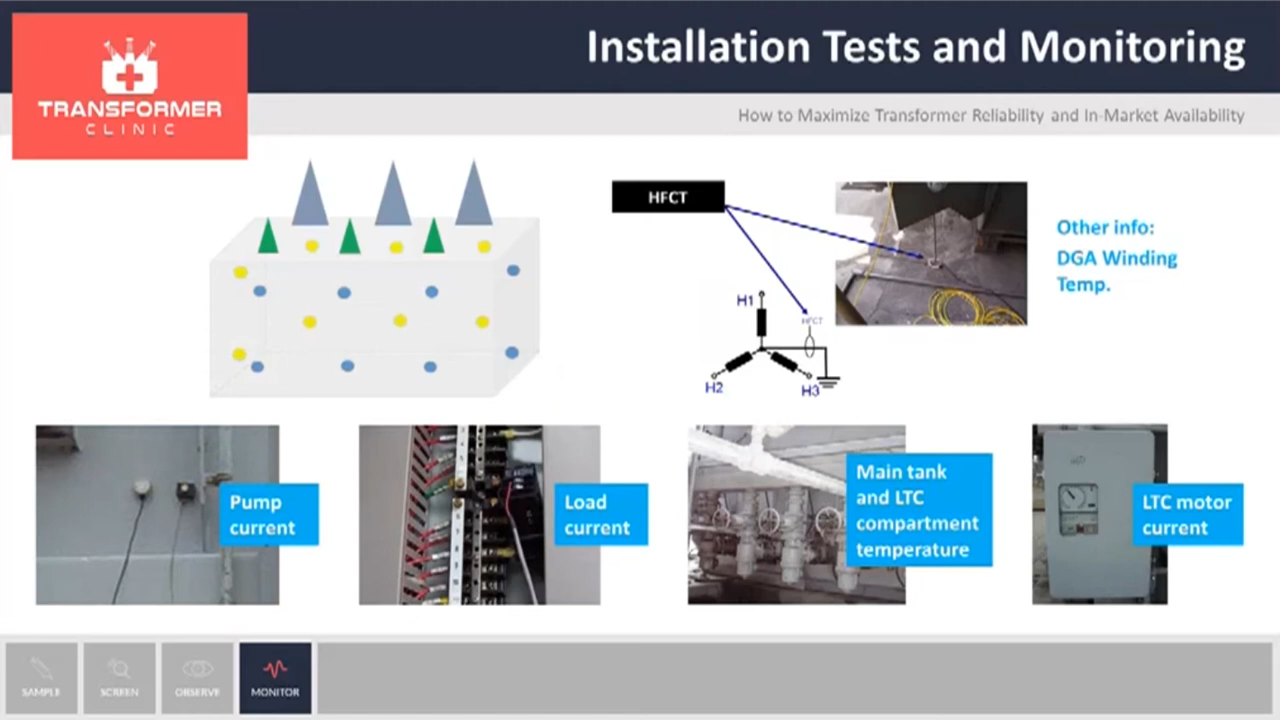 Installation Tests and Monitoring
TRANSFORMER
CLINIC
How to Maximize Transformer Reliability and In-Market Availability
HFCT
Other info:
DGA Winding
Temp.
H1
HFCT
H2
H3
Pump
current
Load
current
Main tank
and LTC
compartment
temperature
LTC motor
current
SAMPLE
SCREEN
OBSERVE
MONITOR